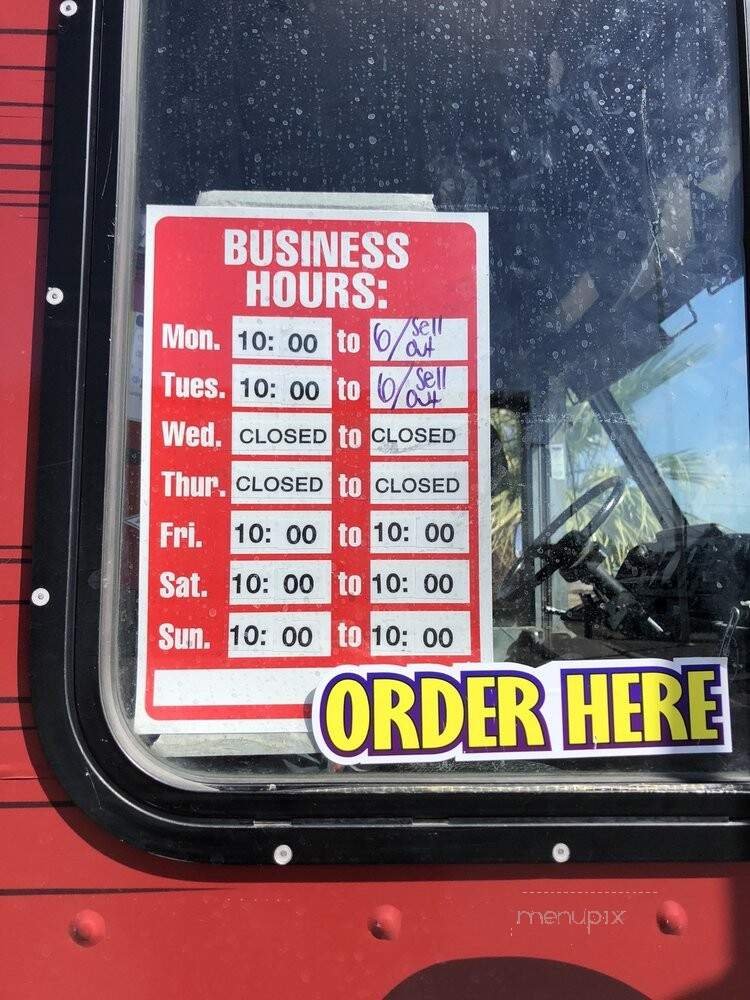 BUSINESS
HOURS:
Mon. 10: 00 to 6/sell out
Tues. 10: 00 to 6/sell out
Wed. CLOSED to CLOSED
Thur. CLOSED to CLOSED
Fri. 10: 00 to 10: 00
Sat. 10: 00 to 10: 00
Sun. 10: 00 to 10: 00
ORDER HERE
menupix